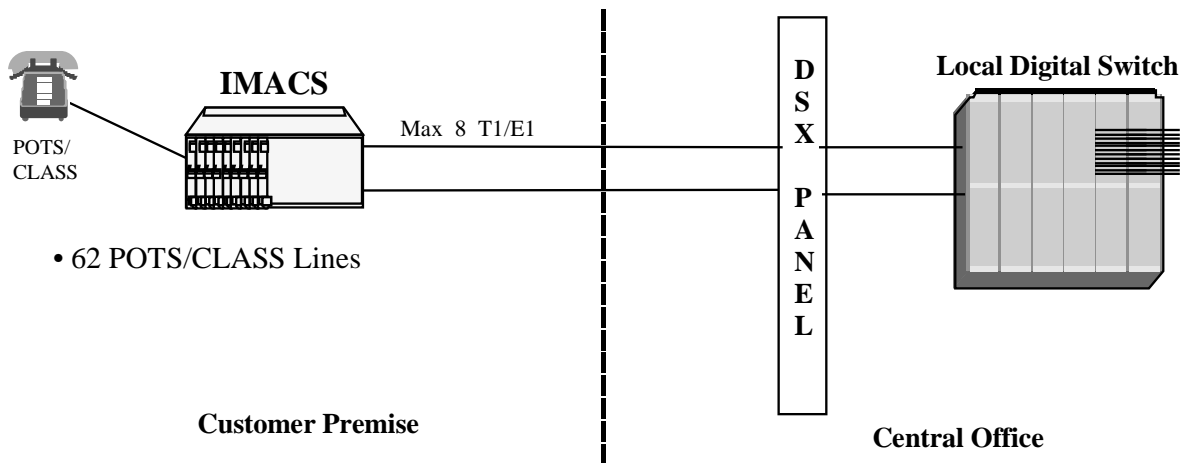 IMACS
POTS/
CLASS
Max 8 T1/E1
• 62 POTS/CLASS Lines
Customer Premise
D
S
X
P
A
N
E
L
Local Digital Switch
Central Office